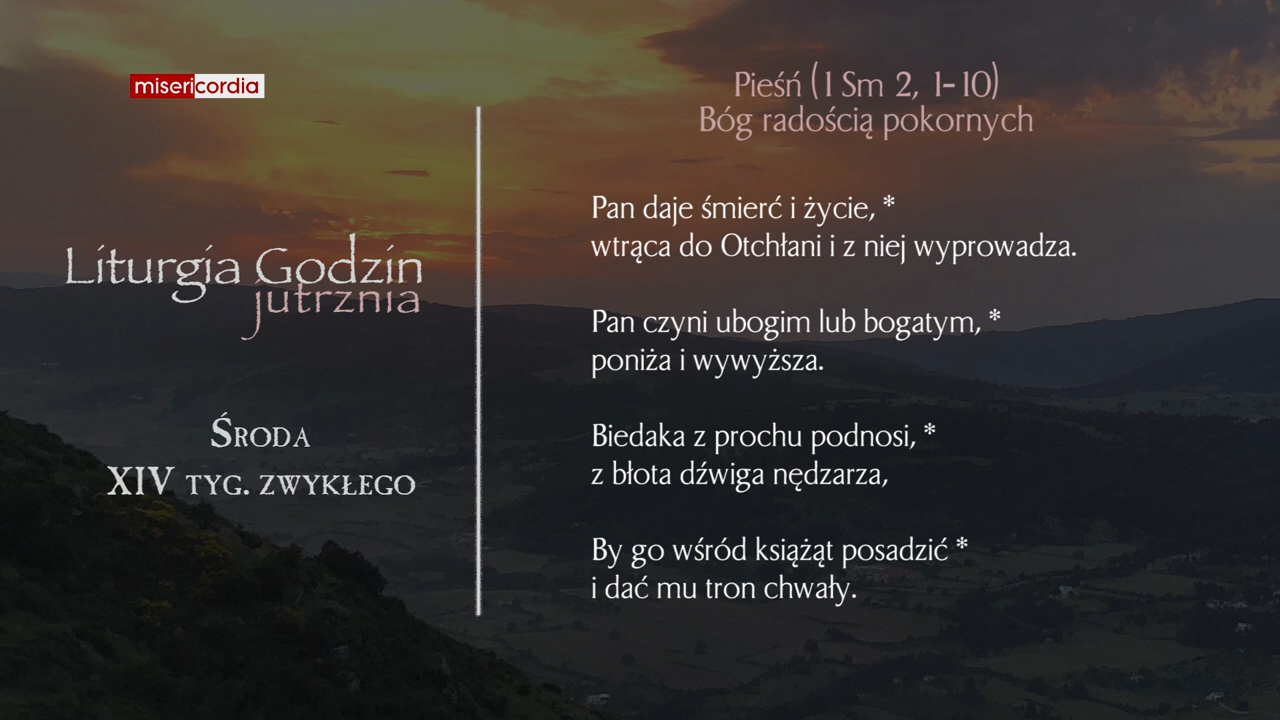 misericordia
Liturgia Godzin
jutrznia
Środa
XIV tyg. zwykłego
Pieśń (1 Sm 2, 1-10)
Bóg radością pokornych
Pan daje śmierć i życie, *
wtrąca do Otchłani i z niej wyprowadza.
Pan czyni ubogim lub bogatym, *
poniża i wywyższa.
Biedaka z prochu podnosi, *
z błota dźwiga nędzarza,
By go wśród książąt posadzić *
i dać mu tron chwały.